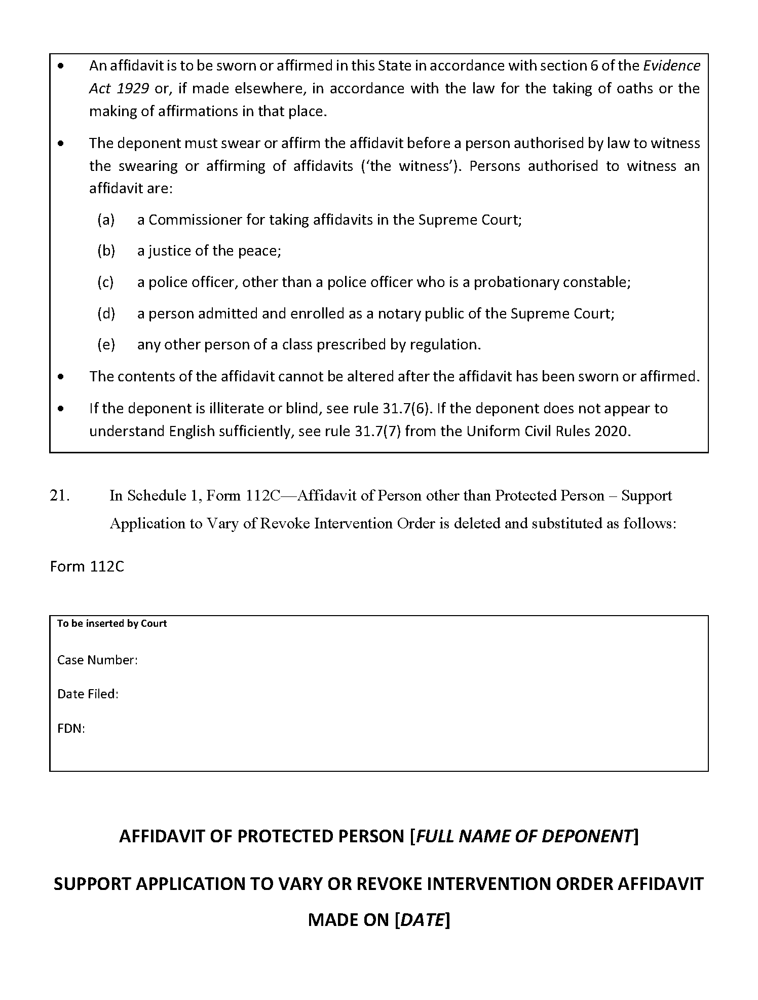 • An affidavit is to be sworn or affirmed in this State in accordance with section 6 of the Evidence
Act 1929 or, if made elsewhere, in accordance with the law for the taking of oaths or the
making of affirmations in that place.
• The deponent must swear or affirm the affidavit before a person authorised by law to witness
the swearing or affirming of affidavits (‘the witness’). Persons authorised to witness an
affidavit are:
(a) a Commissioner for taking affidavits in the Supreme Court;
(b) a justice of the peace;
(c) a police officer, other than a police officer who is a probationary constable;
(d) a person admitted and enrolled as a notary public of the Supreme Court;
(e) any other person of a class prescribed by regulation.
• The contents of the affidavit cannot be altered after the affidavit has been sworn or affirmed.
• If the deponent is illiterate or blind, see rule 31.7(6). If the deponent does not appear to
understand English sufficiently, see rule 31.7(7) from the Uniform Civil Rules 2020.
21. In Schedule 1, Form 112C—Affidavit of Person other than Protected Person – Support
Application to Vary of Revoke Intervention Order is deleted and substituted as follows:
Form 112C
To be inserted by Court
Case Number:
Date Filed:
FDN:
AFFIDAVIT OF PROTECTED PERSON [FULL NAME OF DEPONENT]
SUPPORT APPLICATION TO VARY OR REVOKE INTERVENTION ORDER AFFIDAVIT
MADE ON [DATE]